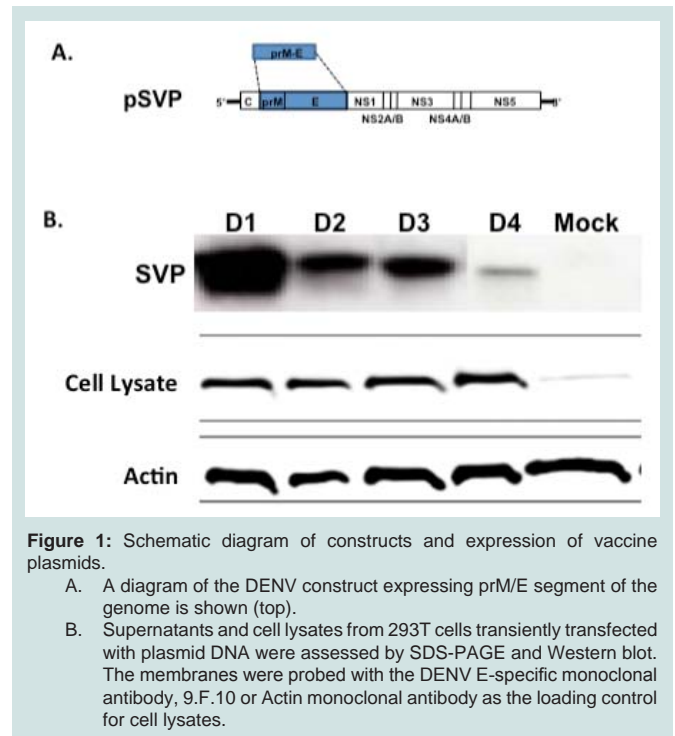 A.
prM-E
pSVP
5' C prM E NS1 NS3 NS5 3'
NS2A/B NS4A/B
B.
D1 D2 D3 D4 Mock
SVP
Cell Lysate
Actin
Figure 1: Schematic diagram of constructs and expression of vaccine
plasmids.
A. A diagram of the DENV construct expressing prM/E segment of the
genome is shown (top).
B. Supernatants and cell lysates from 293T cells transiently transfected
with plasmid DNA were assessed by SDS-PAGE and Western blot.
The membranes were probed with the DENV E-specific monoclonal
antibody, 9.F.10 or Actin monoclonal antibody as the loading control
for cell lysates.